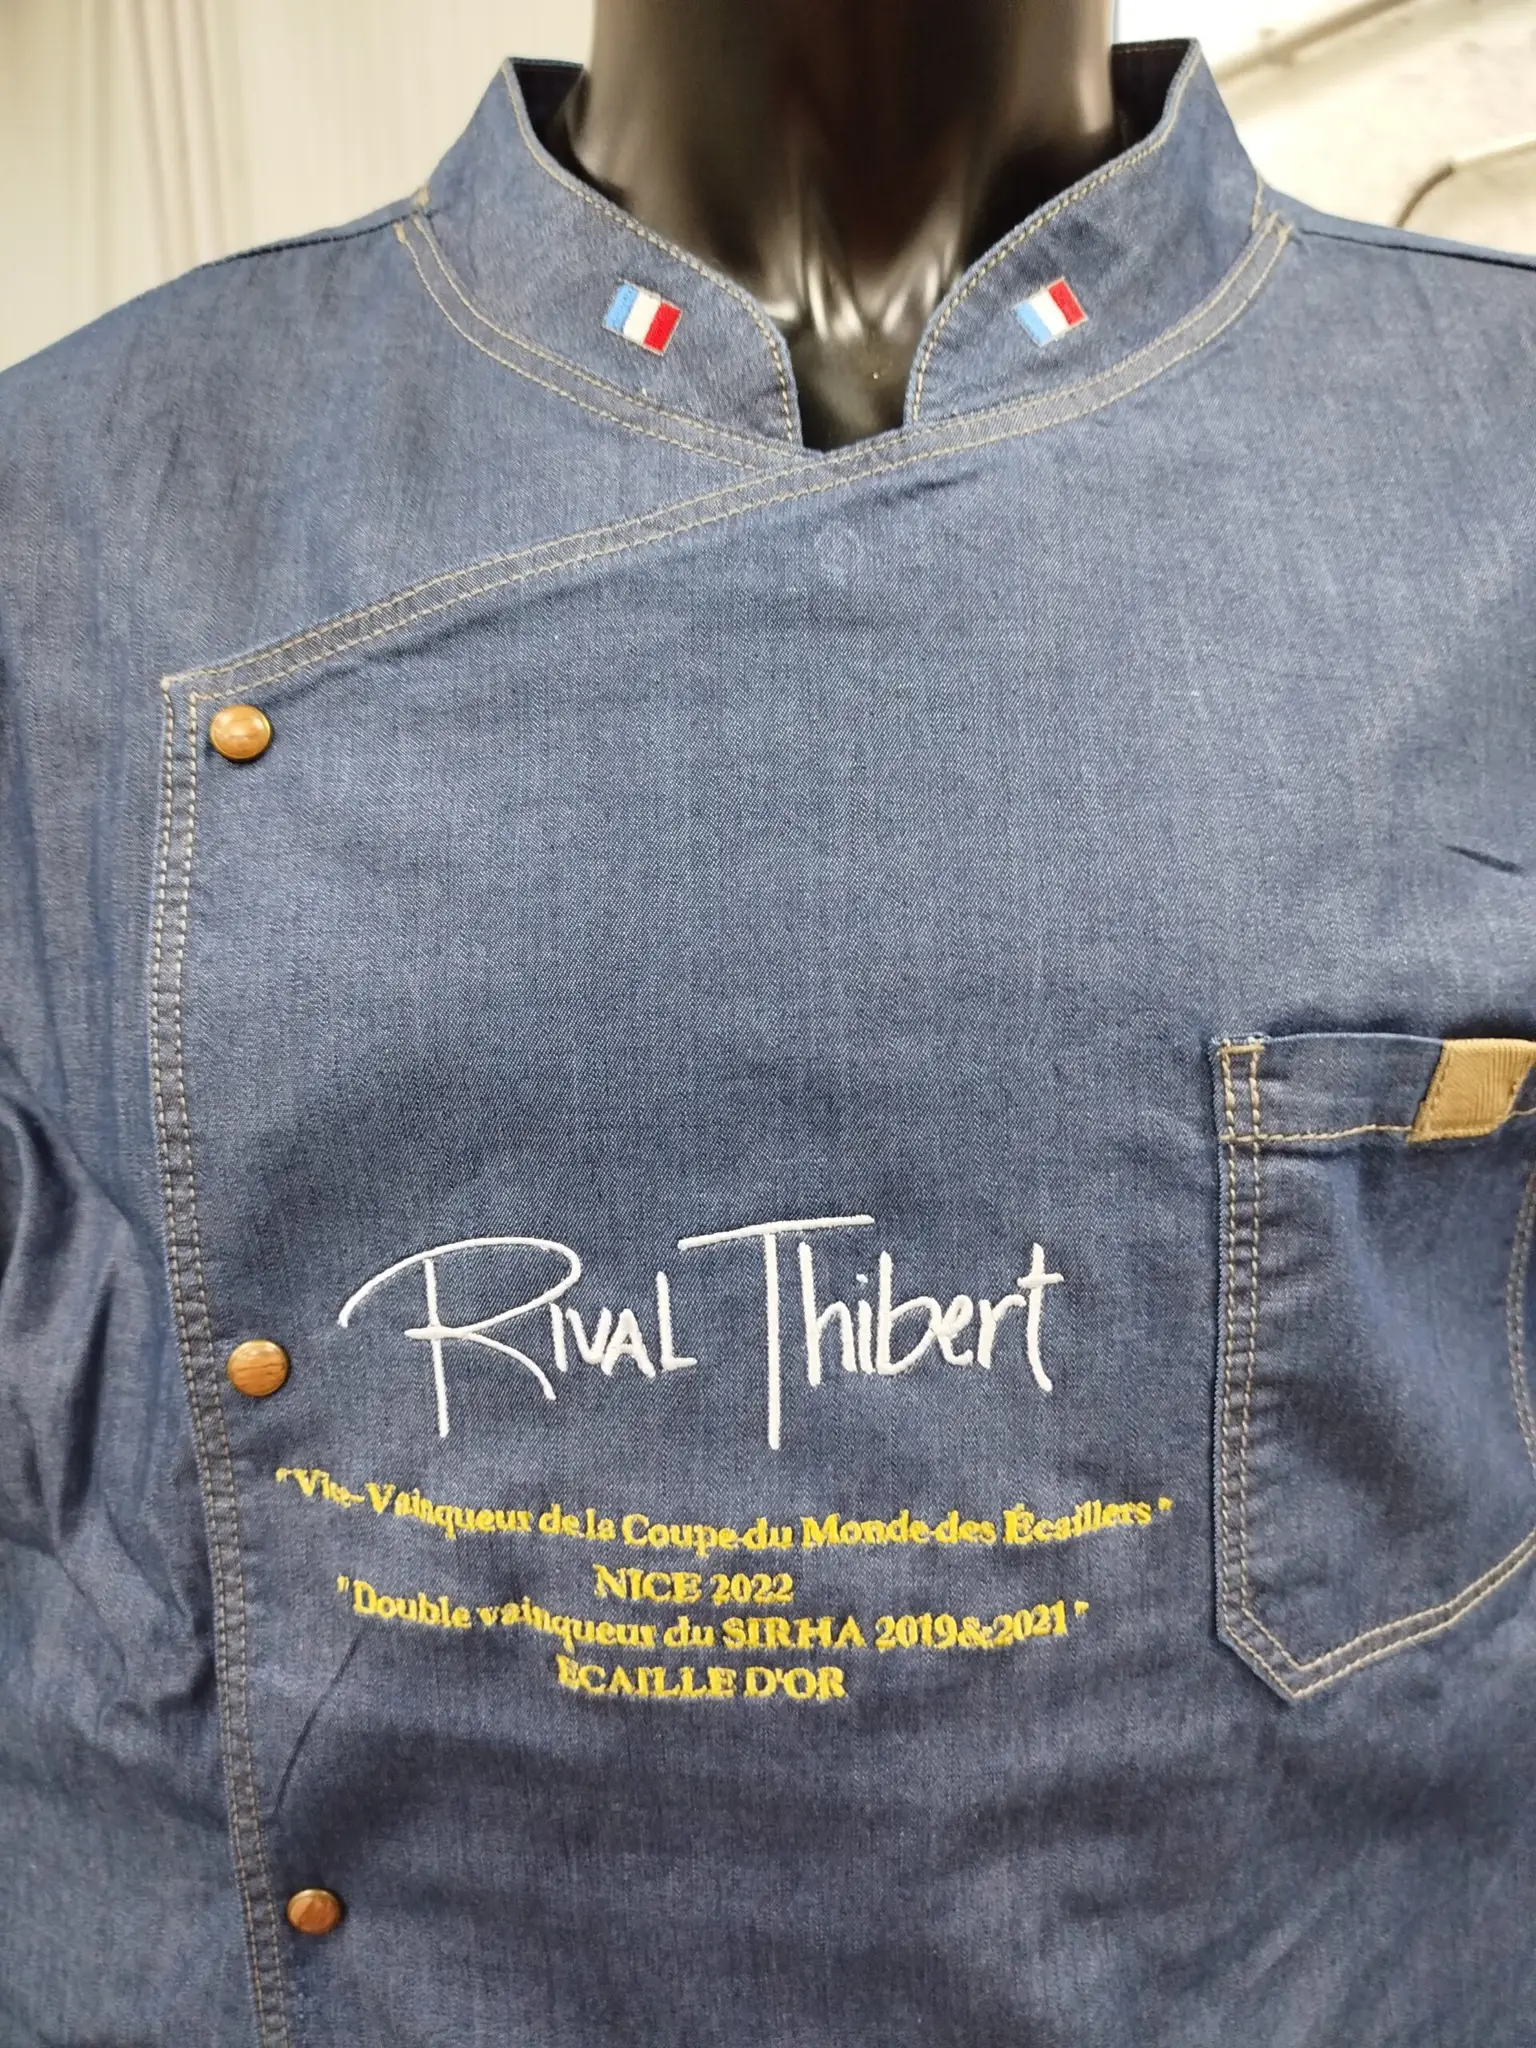 Rival Thibert
"Vice-Vainqueur de la Coupe du Monde des Écaillers"
NICE 2022
"Double vainqueur du SIRHA 2019&2021"
ECAILLE D'OR